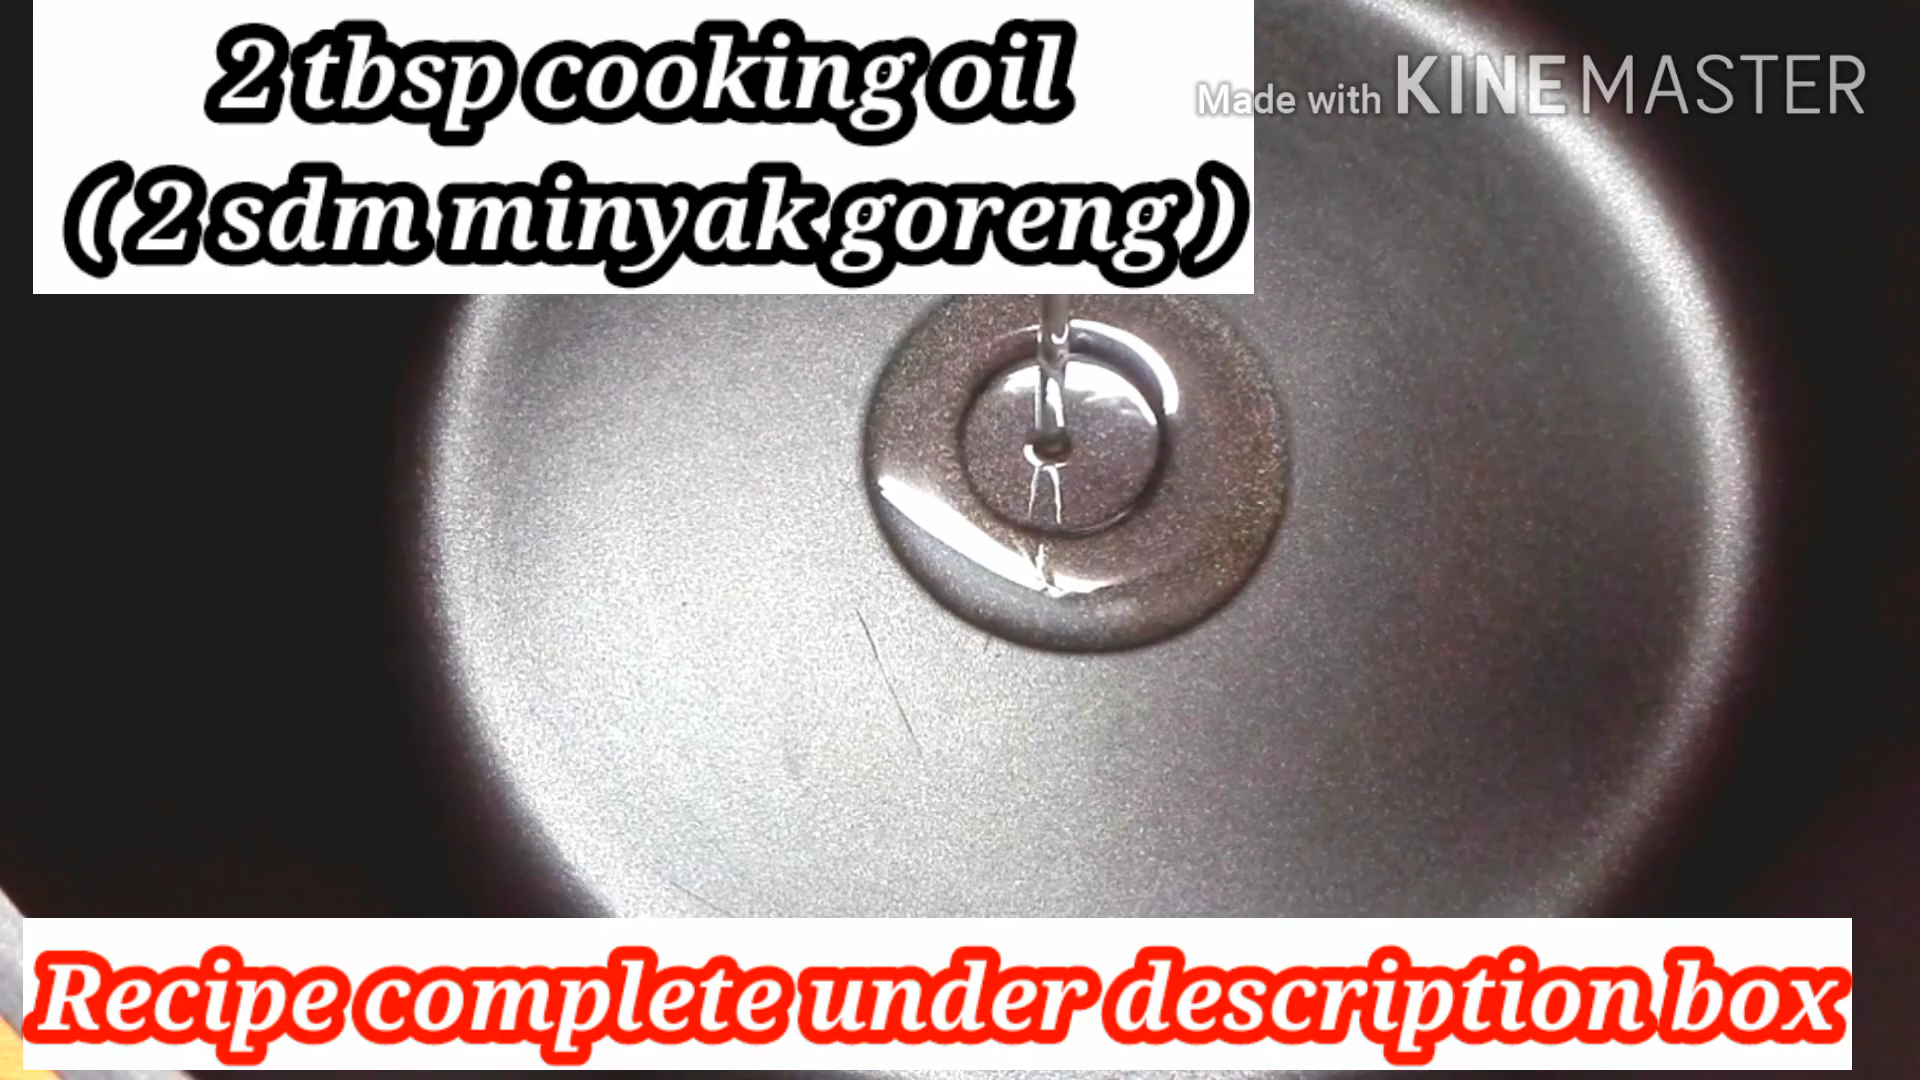 2 tbsp cooking oil
( 2 sdm minyak goreng )
Made with KINEMASTER
Recipe complete under description box